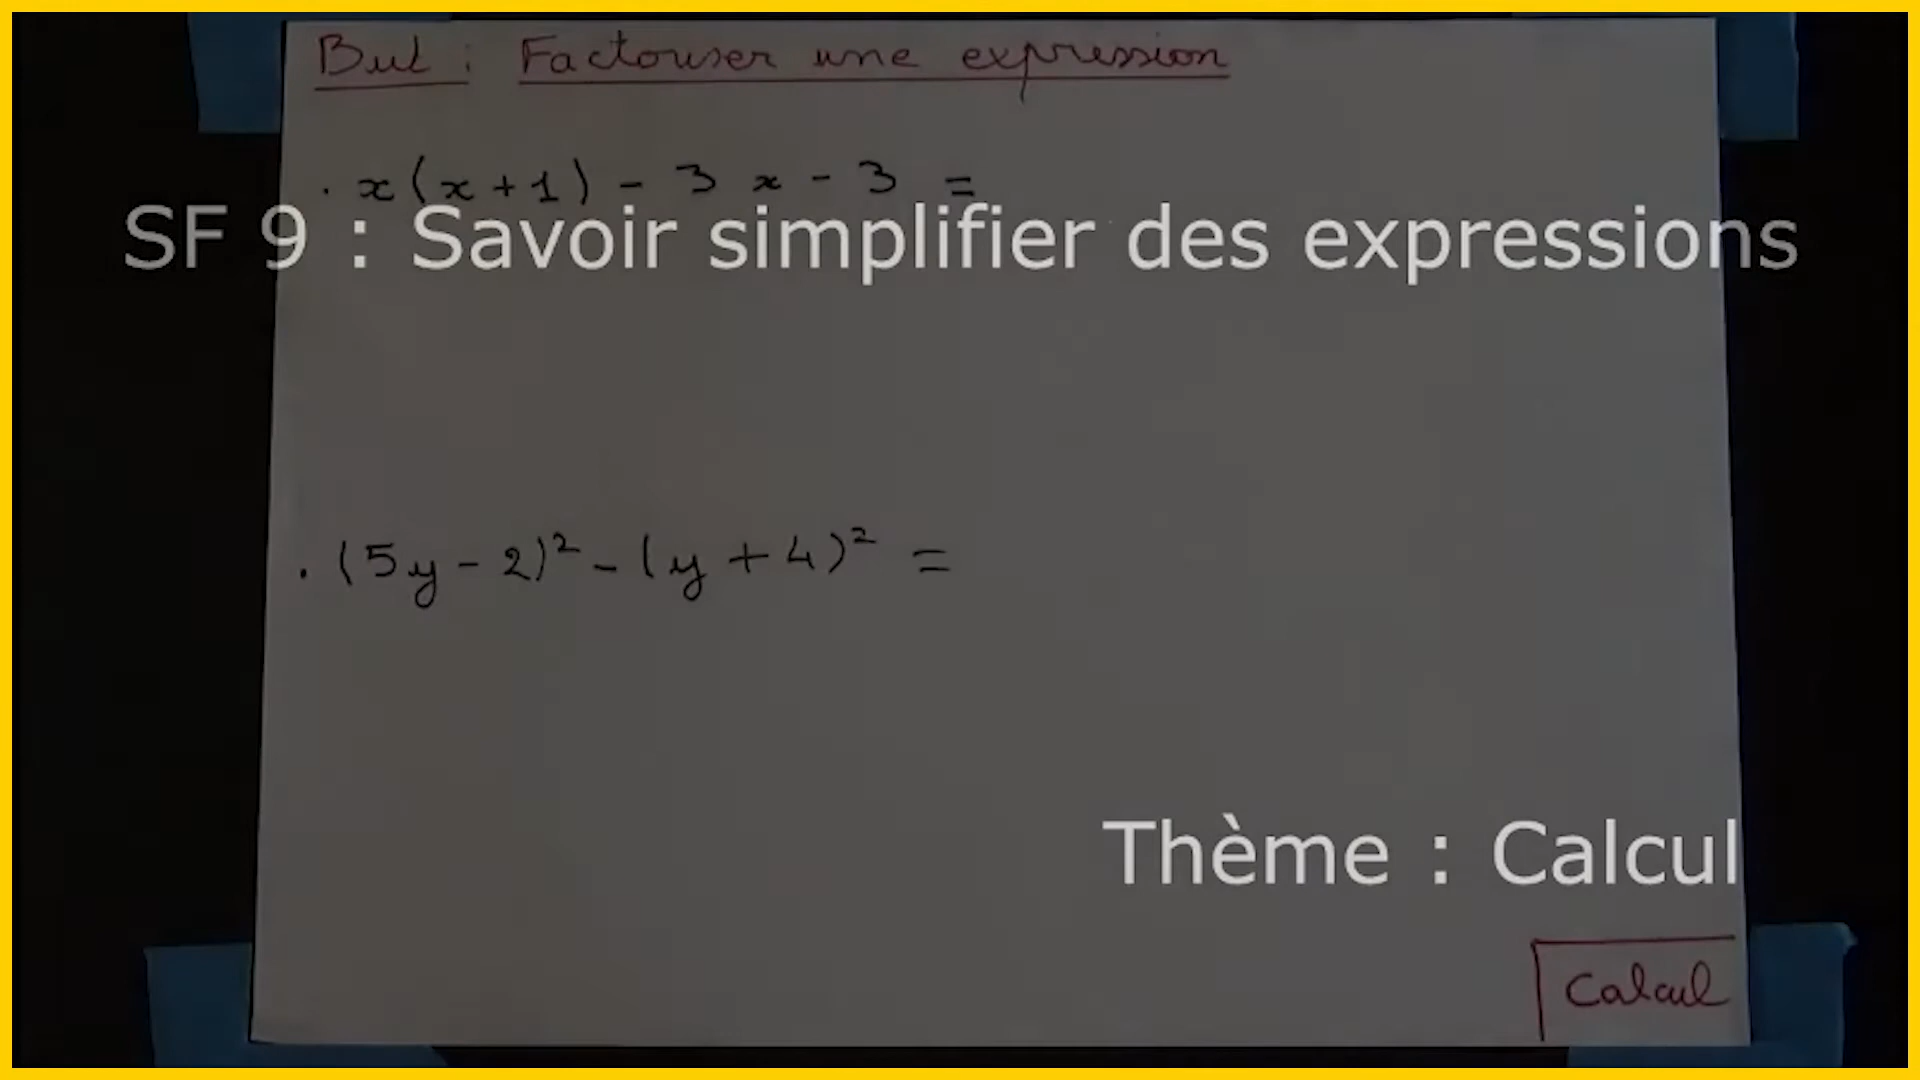 But : Factoriser une expression
. x(x+1) - 3x - 3 =
SF 9 : Savoir simplifier des expressions
. (5y - 2)² - (y + 4)² =
Thème : Calcul
Calcul